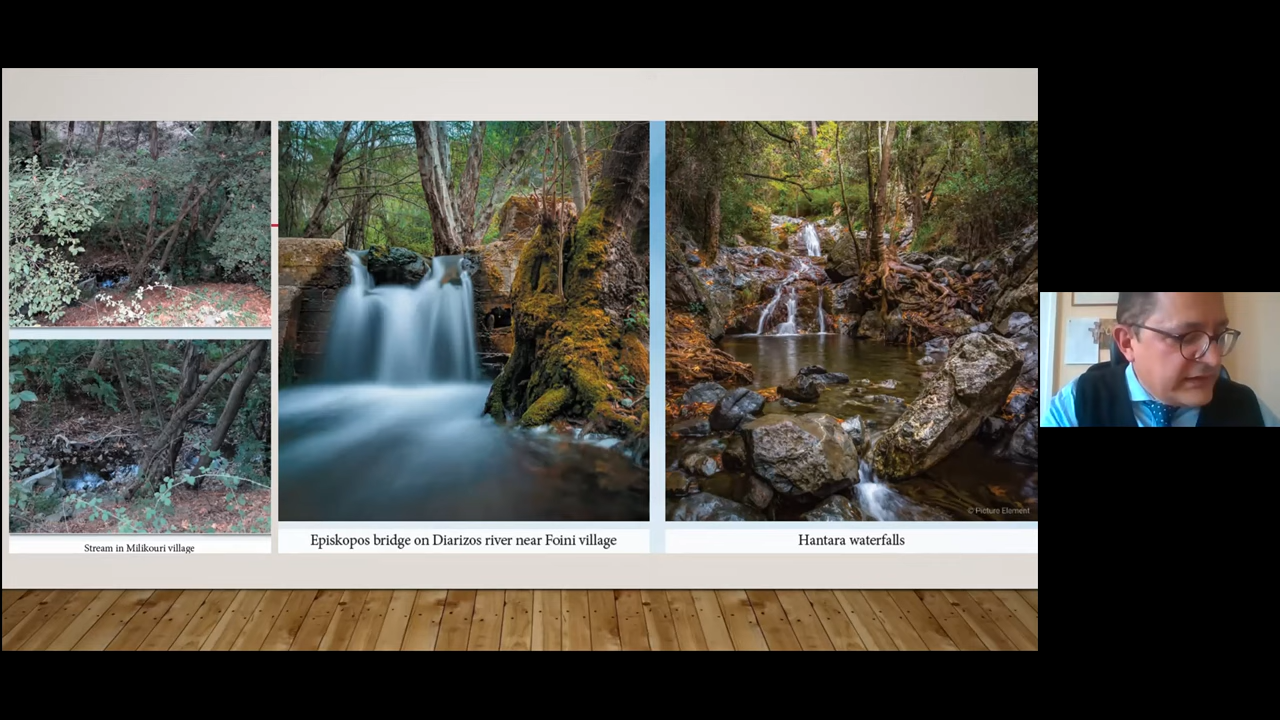 © Picture Element
Stream in Milikouri village
Episkopos bridge on Diarizos river near Foini village
Hantara waterfalls